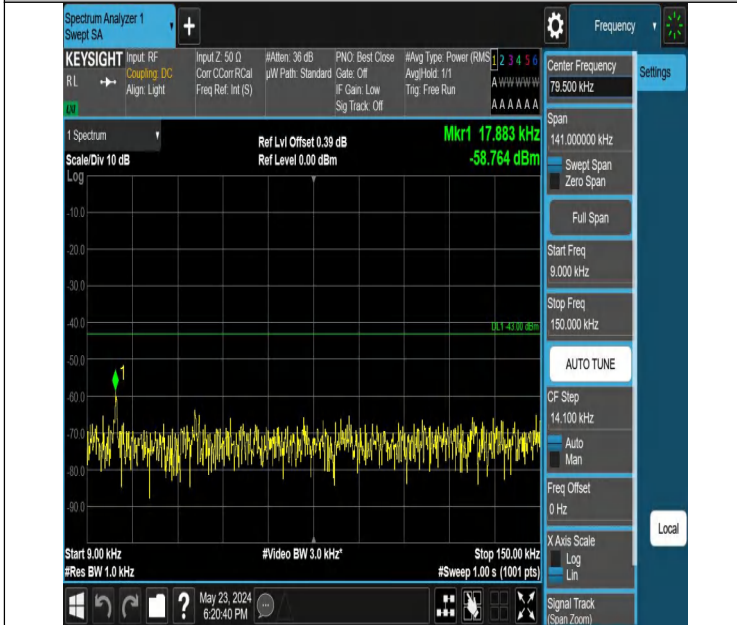 Spectrum Analyzer 1
Swept SA
+
Frequency
KEYSIGHT
RL
Input: RF
Coupling: DC
Align: Light
Input Z: 50 Ω
Corr CCorr RCal
Freq Ref: Int (S)
#Atten: 36 dB
µW Path: Standard
PNO: Best Close
Gate: Off
IF Gain: Low
Sig Track: Off
#Avg Type: Power (RMS
Avg|Hold: 1/1
Trig: Free Run
1 2 3 4 5 6
A W W W W W
A A A A A A
1 Spectrum
Scale/Div 10 dB
Log
Ref Lvl Offset 0.39 dB
Ref Level 0.00 dBm
Mkr1 17.883 kHz
-58.764 dBm
-10.0
-20.0
-30.0
-40.0
DL1 -43.00 dBm
-50.0
1
-60.0
-70.0
-80.0
-90.0
Start 9.00 kHz
#Res BW 1.0 kHz
#Video BW 3.0 kHz*
Stop 150.00 kHz
#Sweep 1.00 s (1001 pts)
?
May 23, 2024
6:20:40 PM
Center Frequency
79.500 kHz
Settings
Span
141.000000 kHz
Swept Span
Zero Span
Full Span
Start Freq
9.000 kHz
Stop Freq
150.000 kHz
AUTO TUNE
CF Step
14.100 kHz
Auto
Man
Freq Offset
0 Hz
Local
X Axis Scale
Log
Lin
Signal Track
(Span Zoom)